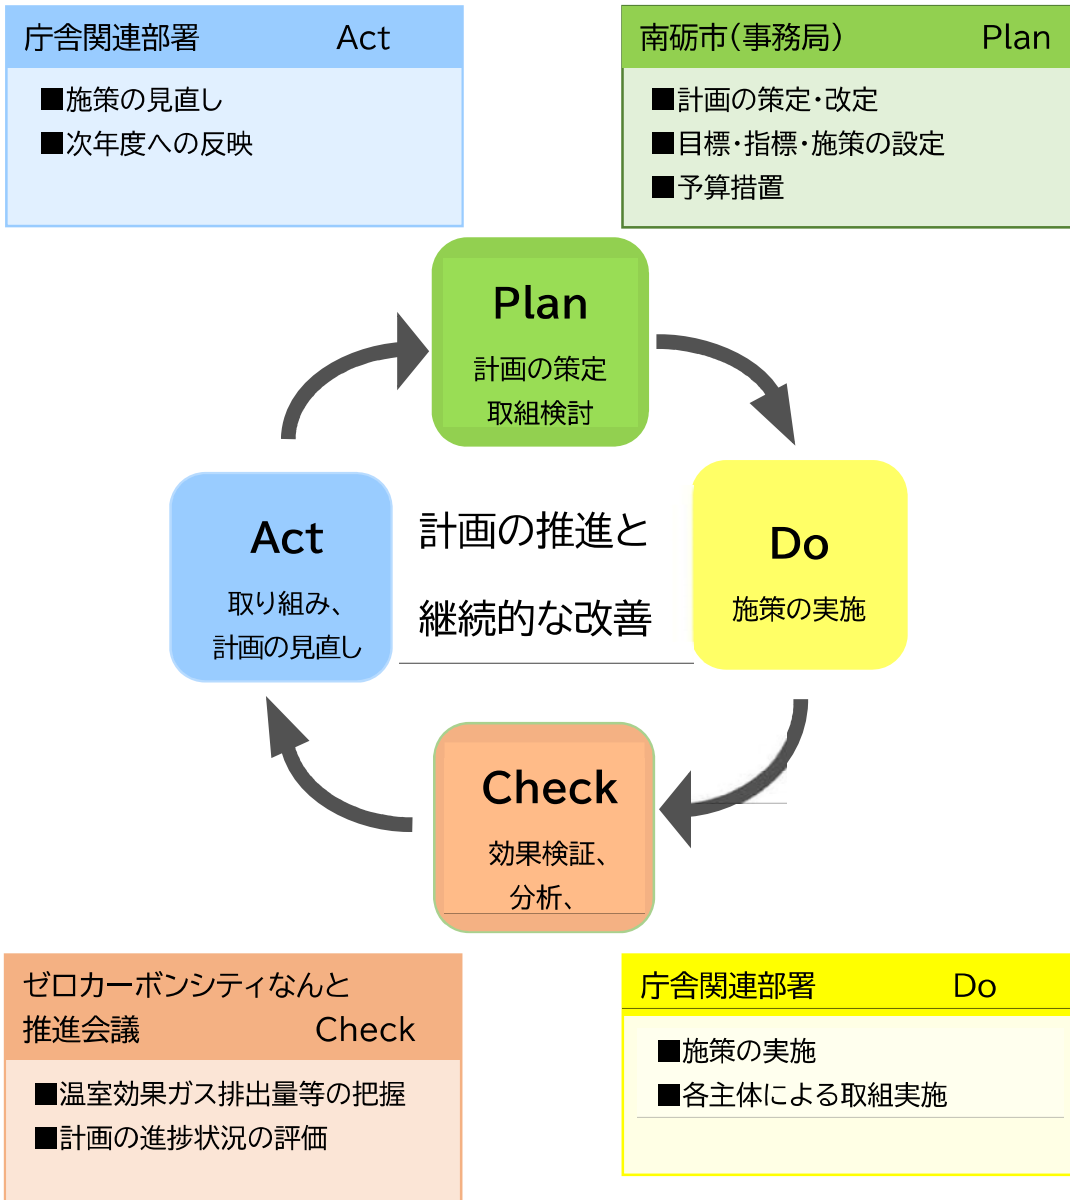 庁舎関連部署 Act
■施策の見直し
■次年度への反映
南砺市（事務局） Plan
■計画の策定・改定
■目標・指標・施策の設定
■予算措置
Plan
計画の策定
取組検討
Act
取り組み、
計画の見直し
計画の推進と
継続的な改善
Do
施策の実施
Check
効果検証、
分析、
ゼロカーボンシティなんと
推進会議 Check
■温室効果ガス排出量等の把握
■計画の進捗状況の評価
庁舎関連部署 Do
■施策の実施
■各主体による取組実施